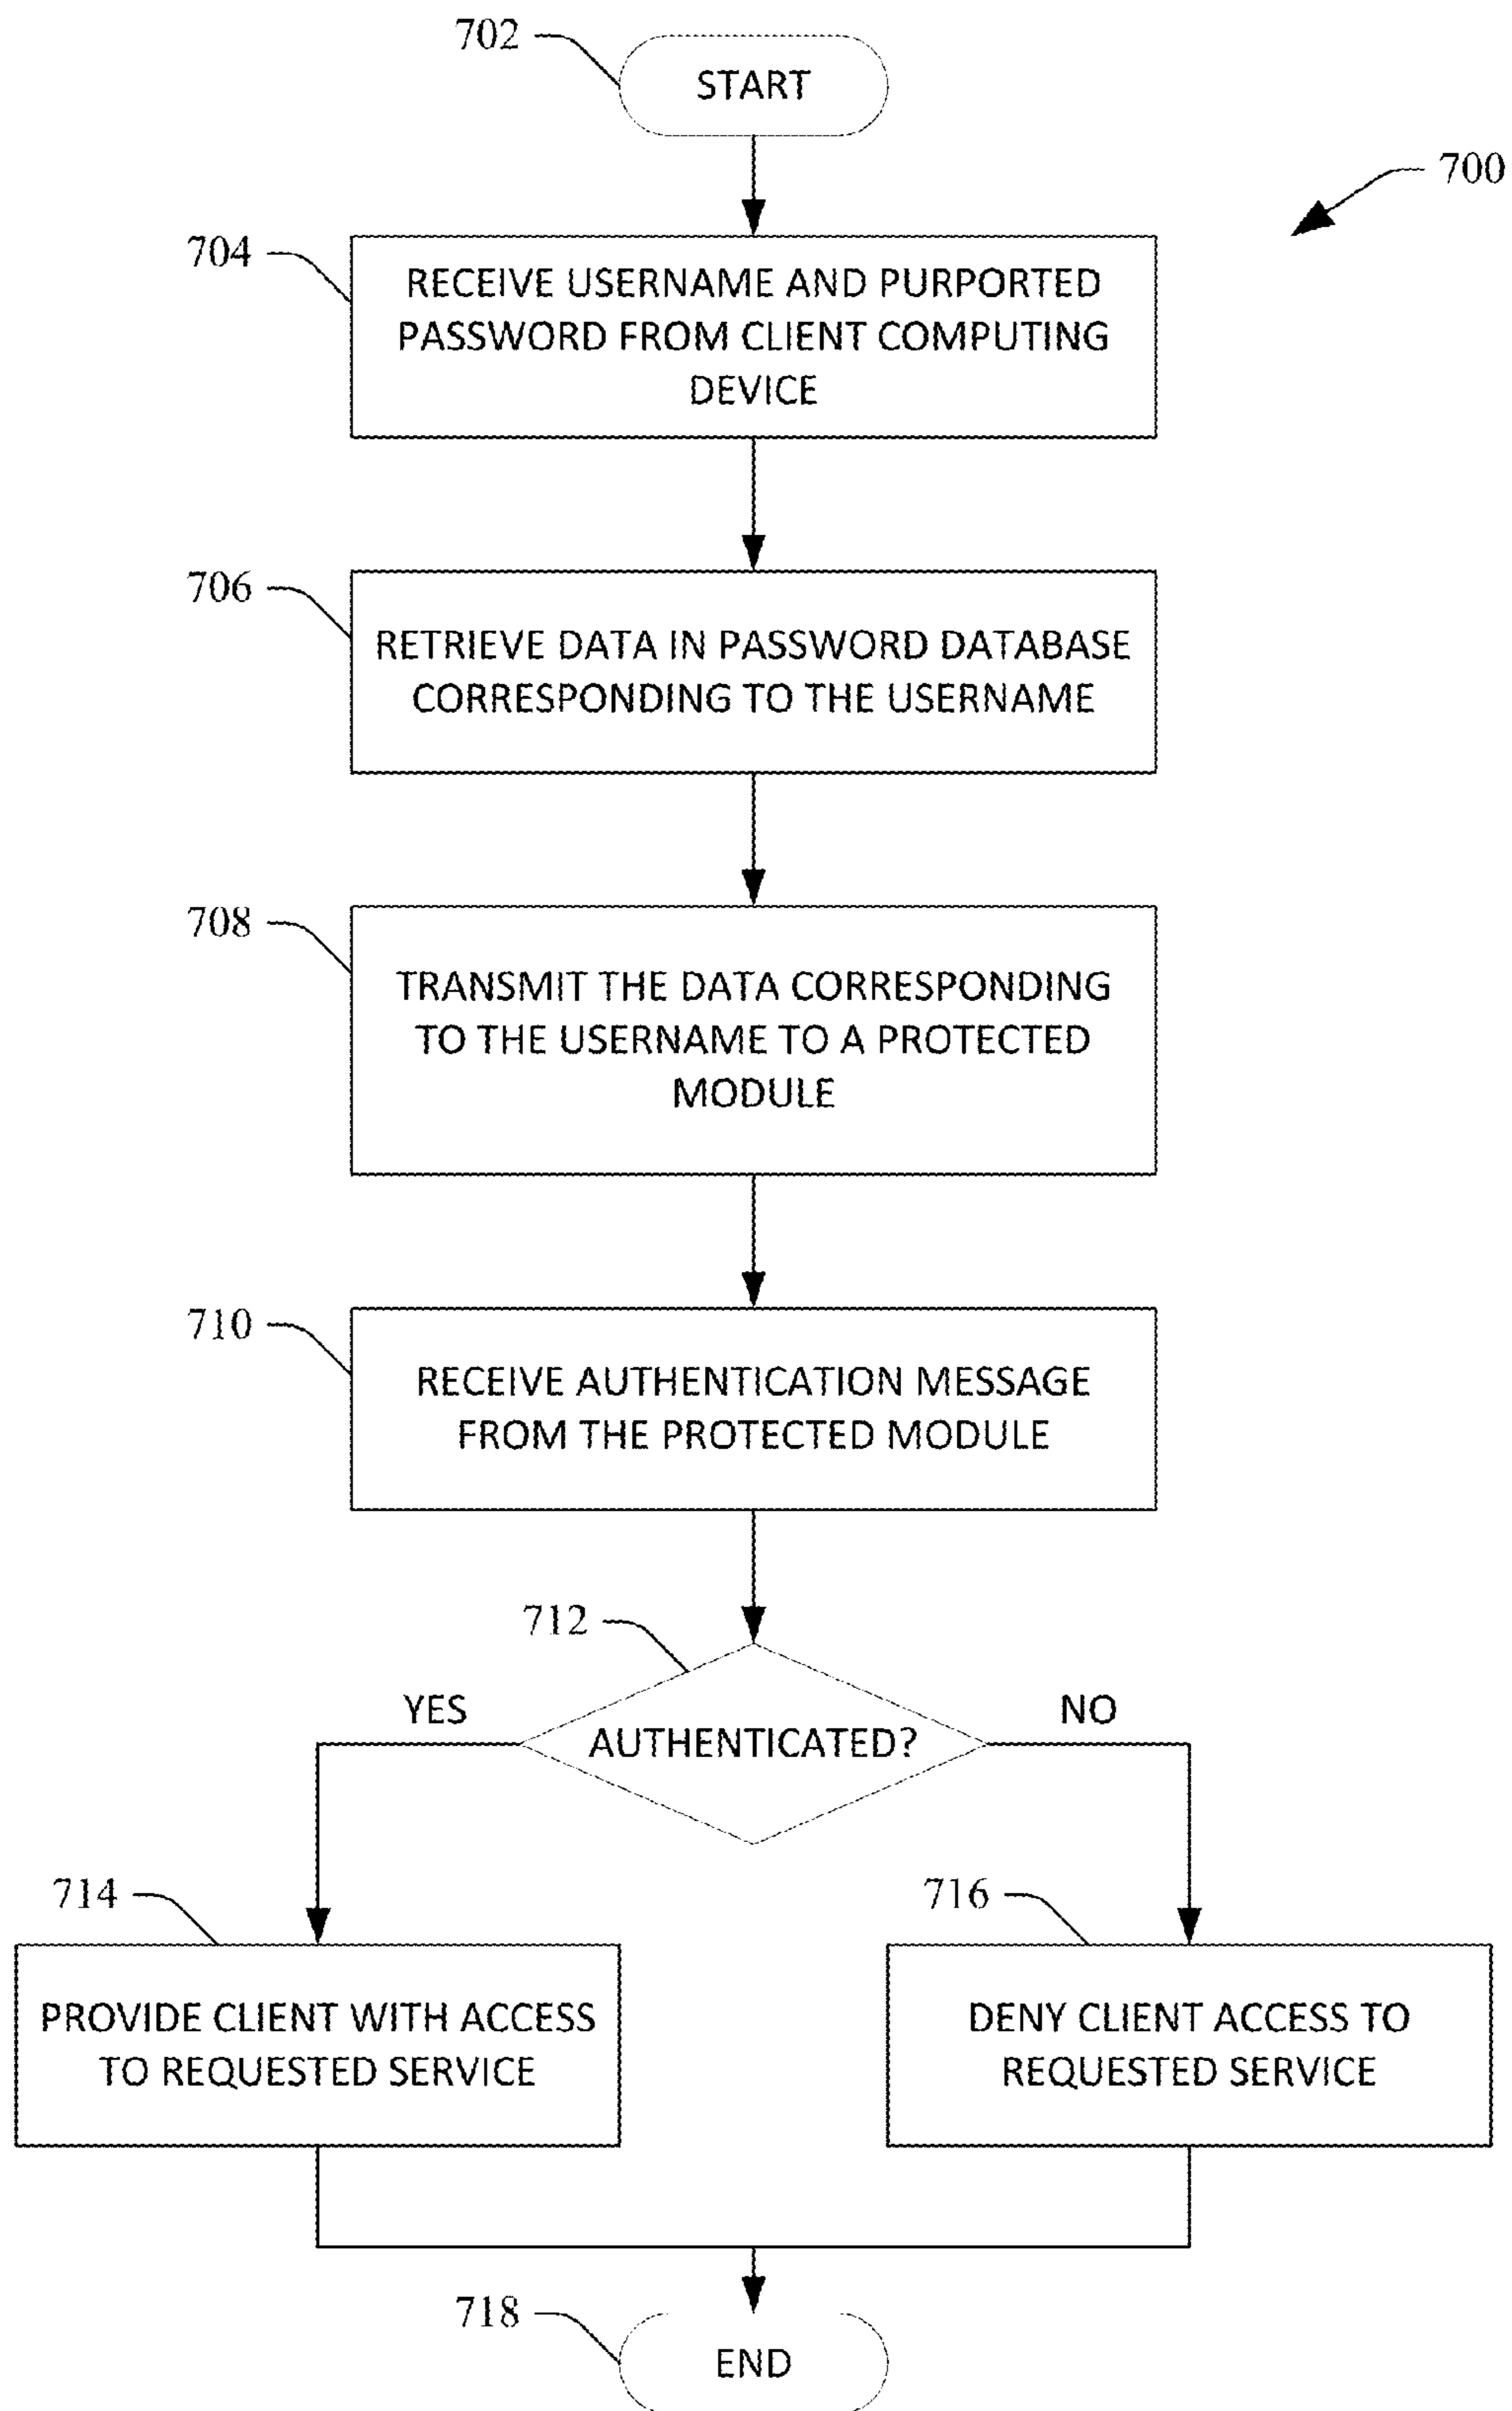 702
START
700
704
RECEIVE USERNAME AND PURPORTED
PASSWORD FROM CLIENT COMPUTING
DEVICE
706
RETRIEVE DATA IN PASSWORD DATABASE
CORRESPONDING TO THE USERNAME
708
TRANSMIT THE DATA CORRESPONDING
TO THE USERNAME TO A PROTECTED
MODULE
710
RECEIVE AUTHENTICATION MESSAGE
FROM THE PROTECTED MODULE
712
YES
AUTHENTICATED?
NO
714
PROVIDE CLIENT WITH ACCESS
TO REQUESTED SERVICE
716
DENY CLIENT ACCESS TO
REQUESTED SERVICE
718
END